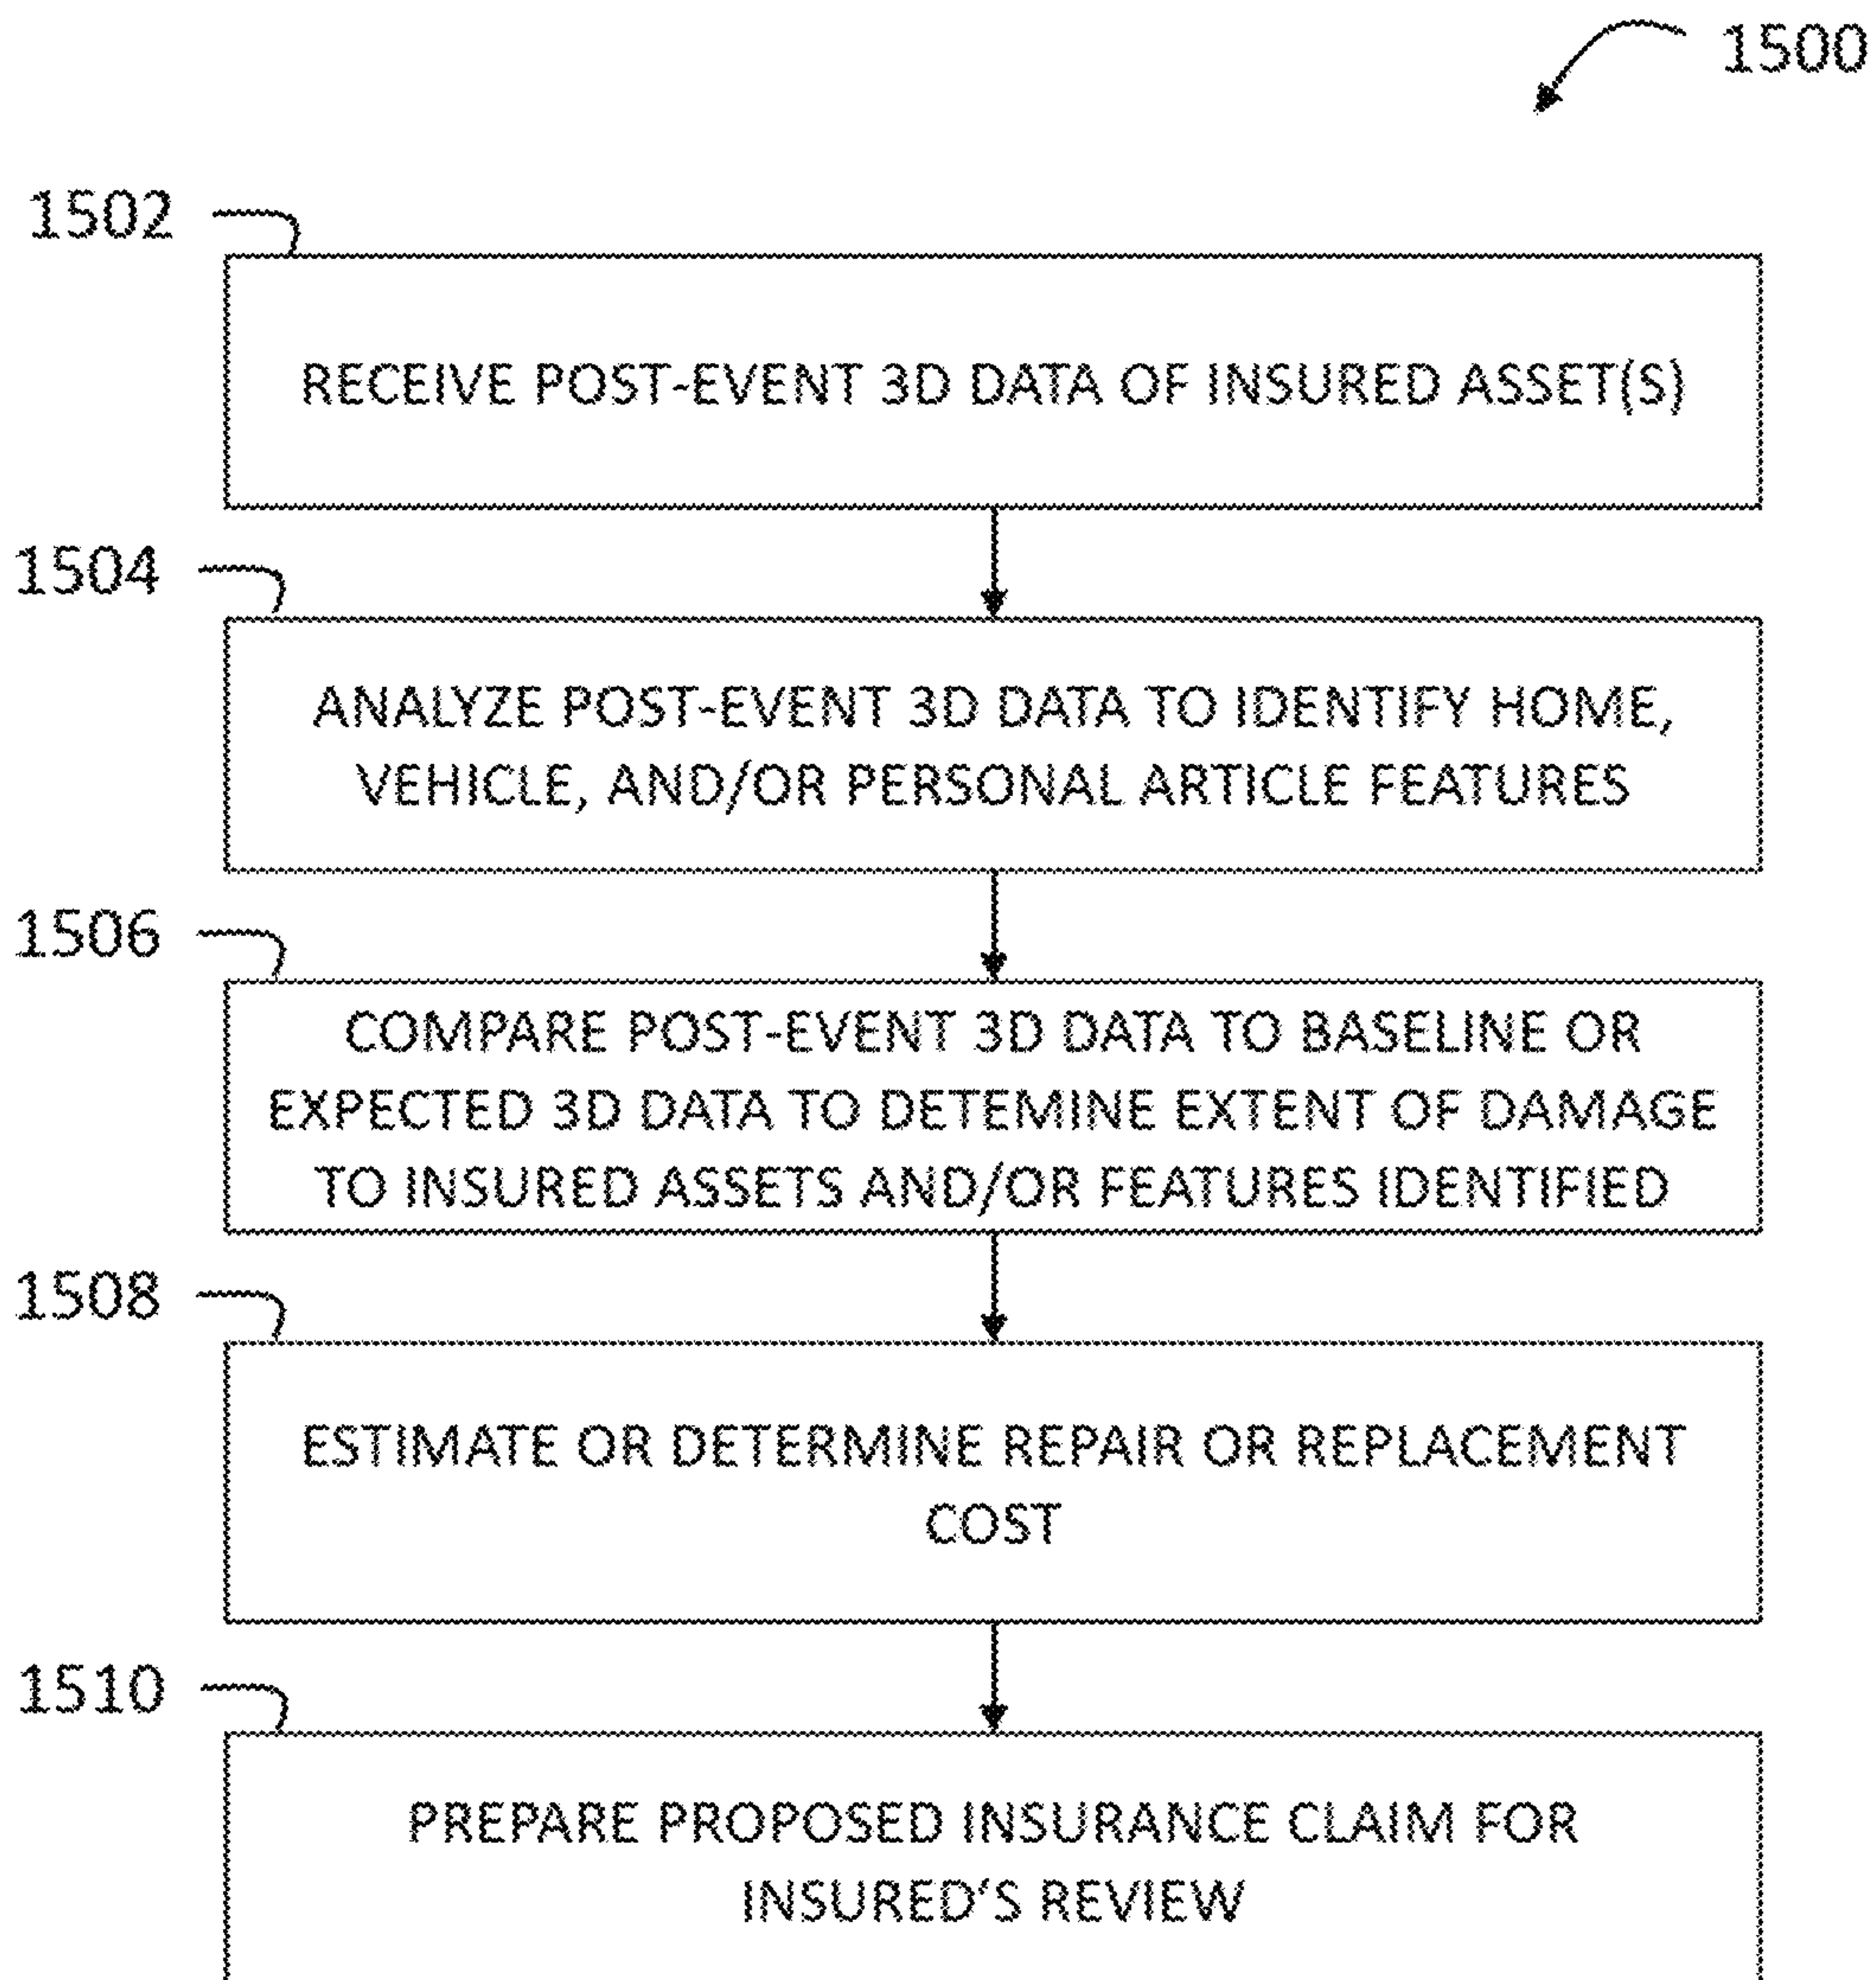 1500
1502
RECEIVE POST-EVENT 3D DATA OF INSURED ASSET(S)
1504
ANALYZE POST-EVENT 3D DATA TO IDENTIFY HOME,
VEHICLE, AND/OR PERSONAL ARTICLE FEATURES
1506
COMPARE POST-EVENT 3D DATA TO BASELINE OR
EXPECTED 3D DATA TO DETEMINE EXTENT OF DAMAGE
TO INSURED ASSETS AND/OR FEATURES IDENTIFIED
1508
ESTIMATE OR DETERMINE REPAIR OR REPLACEMENT
COST
1510
PREPARE PROPOSED INSURANCE CLAIM FOR
INSURED'S REVIEW